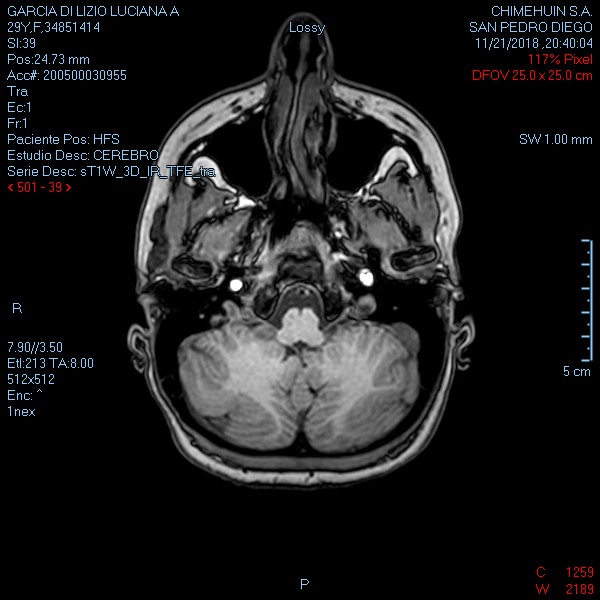 GARCIA DI LIZIO LUCIANA A
29Y,F,34851414
Sl:39
Pos:24.73 mm
Acc#: 200500030955
Tra
Ec:1
Fr:1
Paciente Pos: HFS
Estudio Desc: CEREBRO
Serie Desc: sT1W_3D_IR_TFE_tra
< 501 - 39 >
Lossy
CHIMEHUIN S.A.
SAN PEDRO DIEGO
11/21/2018 ,20:40:04
117% Pixel
DFOV 25.0 x 25.0 cm
SW 1.00 mm
R
7.90//3.50
Etl:213 TA:8.00
512x512
Enc: ^
1nex
5 cm
P
C 1259
W 2189